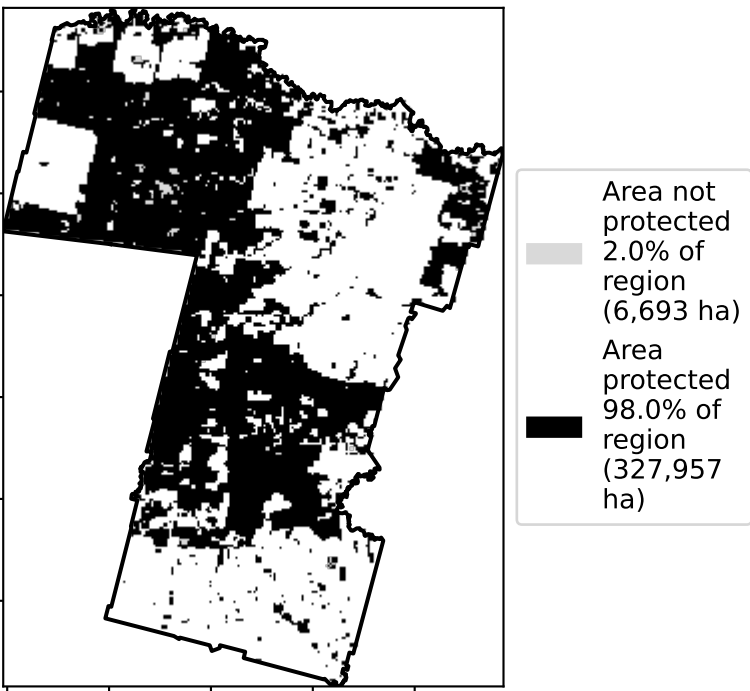 Area not
protected
2.0% of
region
(6,693 ha)
Area
protected
98.0% of
region
(327,957
ha)